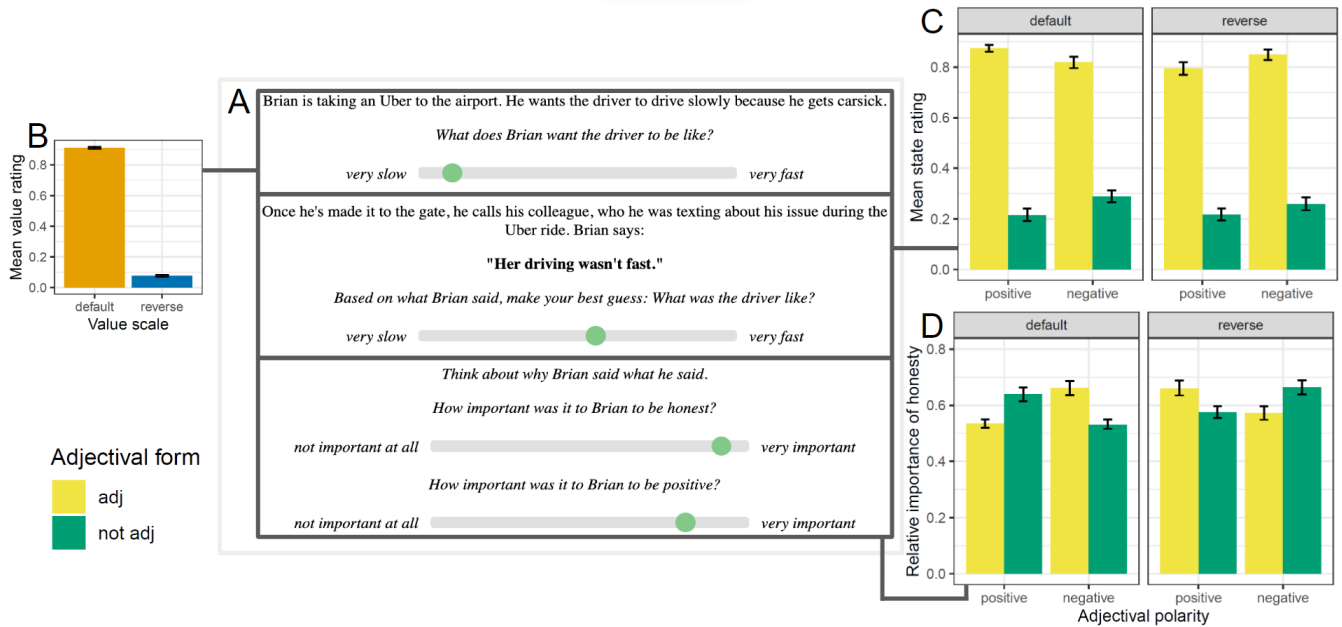 A
Brian is taking an Uber to the airport. He wants the driver to drive slowly because he gets carsick.
What does Brian want the driver to be like?
very slow very fast
Once he's made it to the gate, he calls his colleague, who he was texting about his issue during the
Uber ride. Brian says:
"Her driving wasn't fast."
Based on what Brian said, make your best guess: What was the driver like?
very slow very fast
Think about why Brian said what he said.
How important was it to Brian to be honest?
not important at all very important
How important was it to Brian to be positive?
not important at all very important
B
Mean value rating
0.8
0.6
0.4
0.2
0.0
default reverse
Value scale
Adjectival form
adj
not adj
C
default reverse
Mean state rating
0.8
0.6
0.4
0.2
0.0
positive negative positive negative
D
default reverse
Relative importance of honesty
0.8
0.6
0.4
0.2
0.0
positive negative positive negative
Adjectival polarity